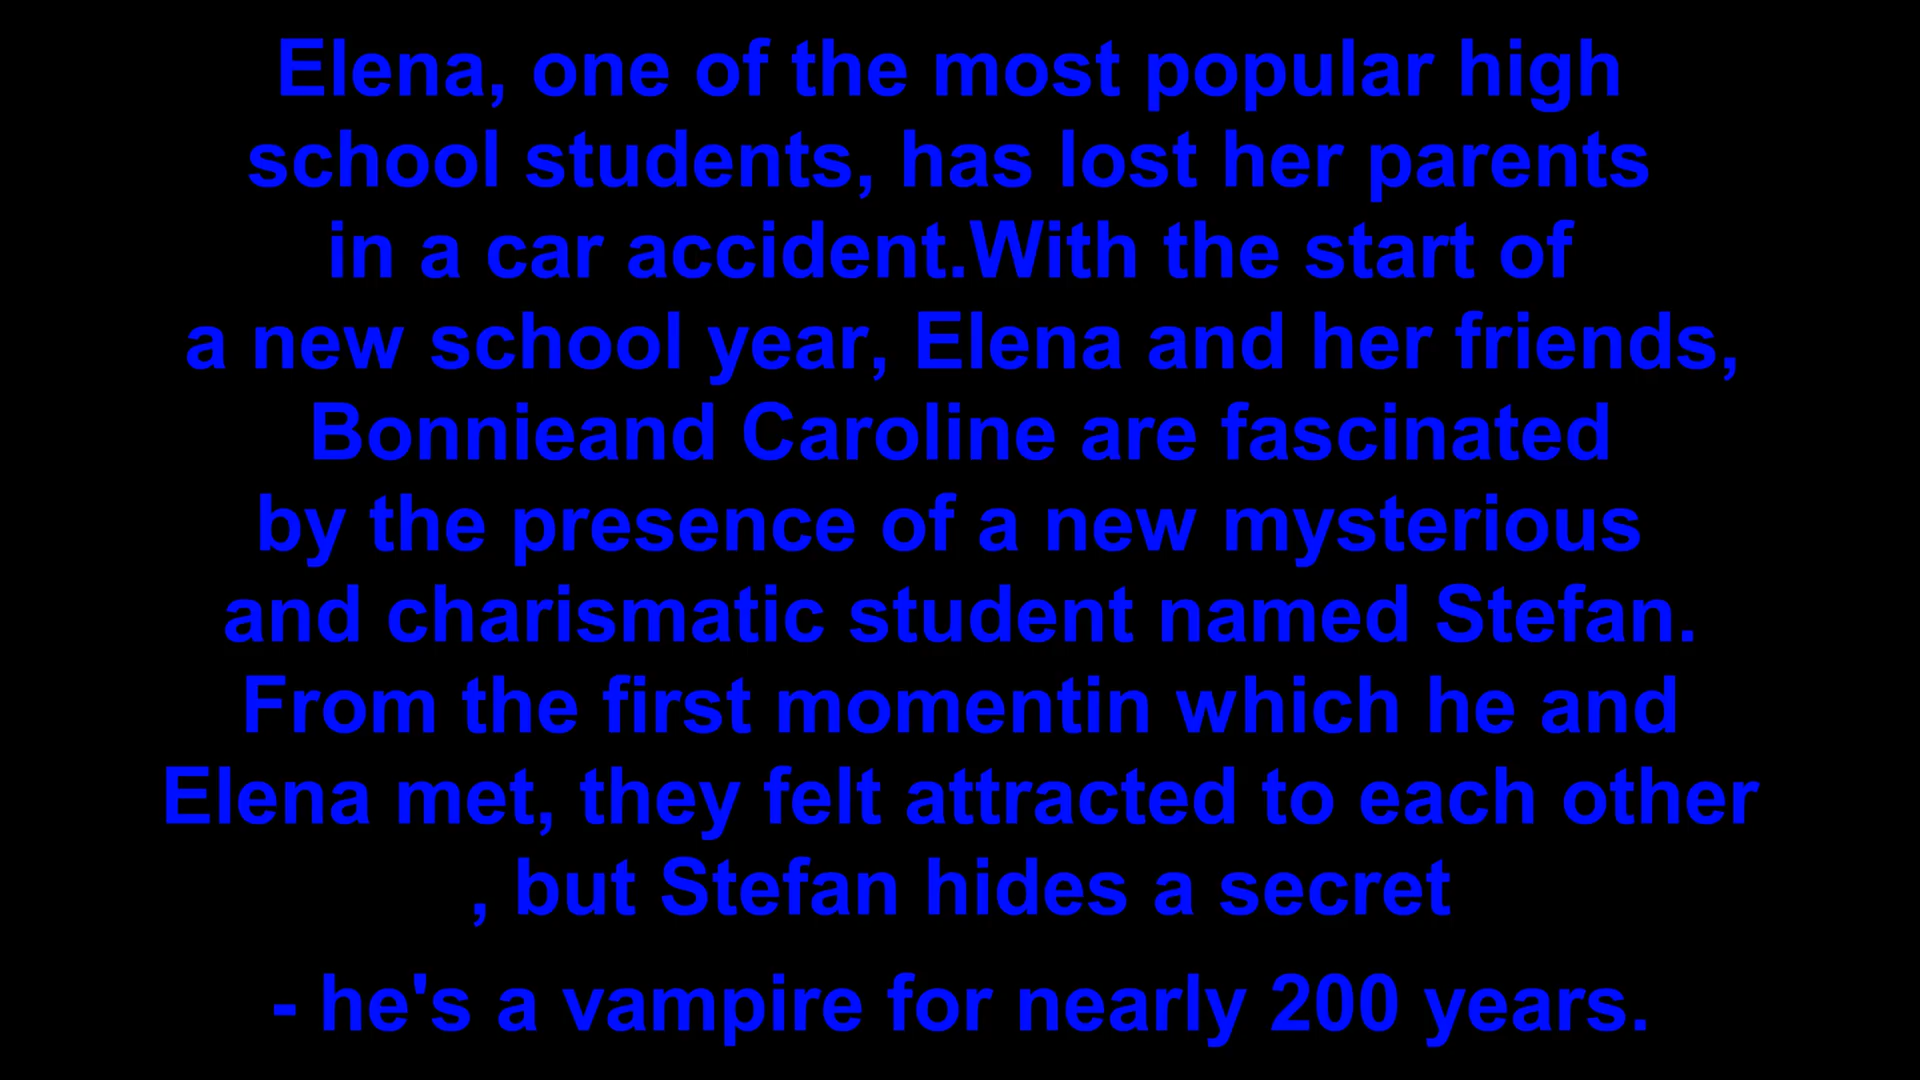 Elena, one of the most popular high
school students, has lost her parents
in a car accident.With the start of
a new school year, Elena and her friends,
Bonnieand Caroline are fascinated
by the presence of a new mysterious
and charismatic student named Stefan.
From the first momentin which he and
Elena met, they felt attracted to each other
, but Stefan hides a secret
- he's a vampire for nearly 200 years.